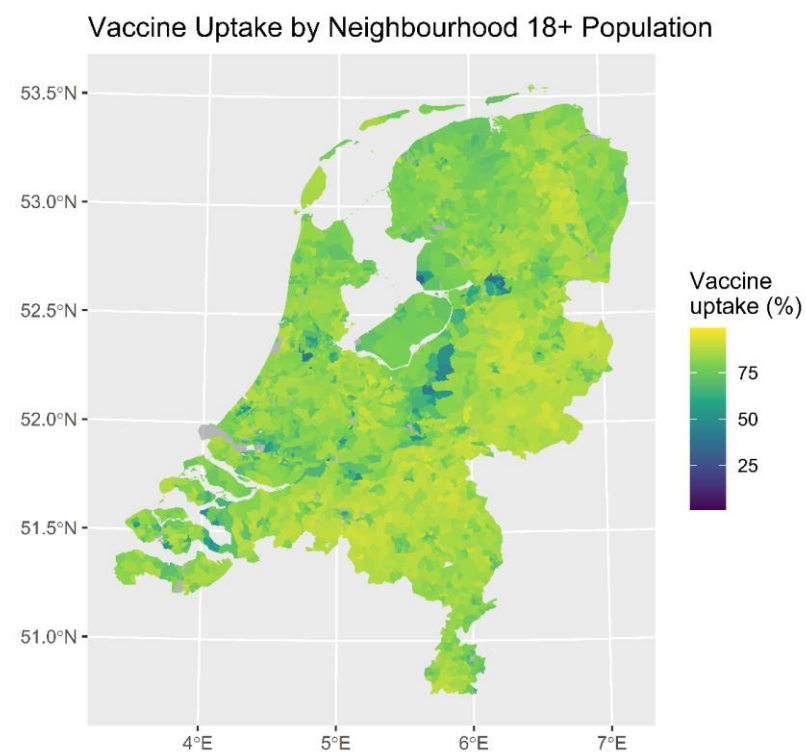 Vaccine Uptake by Neighbourhood 18+ Population
53.5°N
53.0°N
52.5°N
52.0°N
51.5°N
51.0°N
4°E
5°E
6°E
7°E
Vaccine
uptake (%)
75
50
25